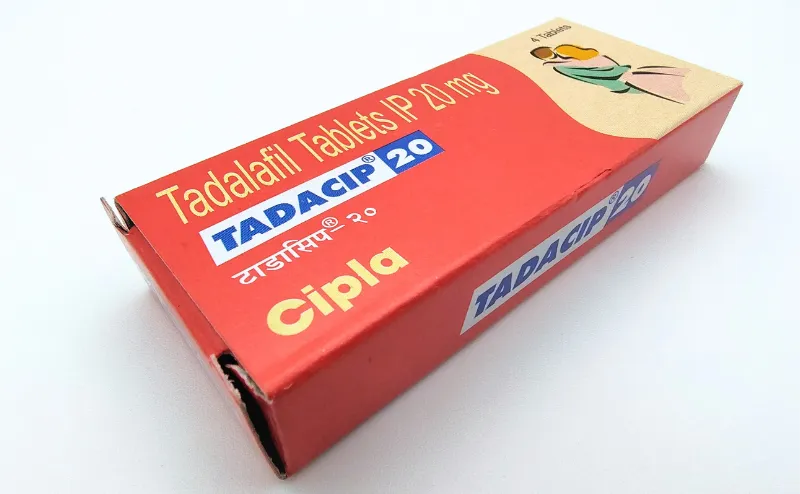 4 Tablets
Tadalafil Tablets IP 20 mg
TADACIP® 20
टाडासिप®-२०
Cipla
TADACIP® 20